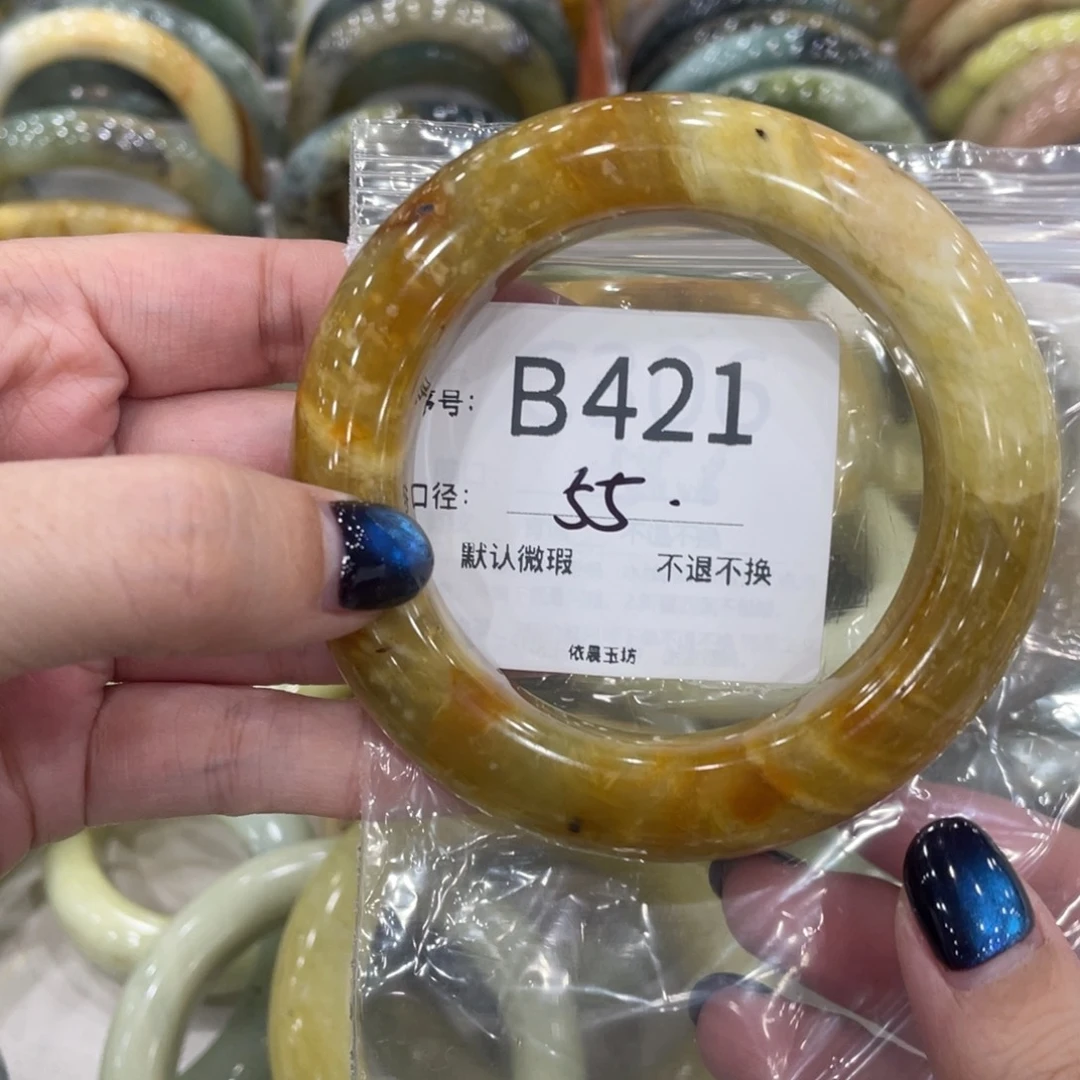 号: B421
口径: 55.
默认微瑕 不退不换
依晨玉坊